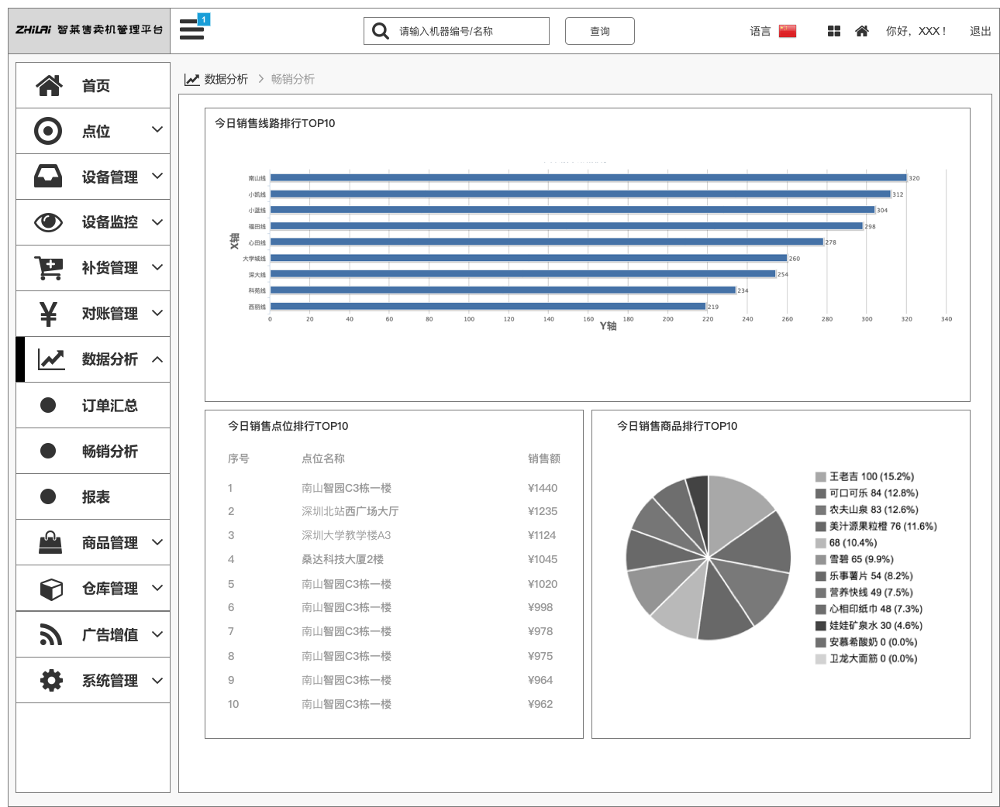 ZHiLAi 智莱售卖机管理平台
1
请输入机器编号/名称
查询
语言
你好，XXX！
退出
首页
点位
设备管理
设备监控
补货管理
对账管理
数据分析
订单汇总
畅销分析
报表
商品管理
仓库管理
广告增值
系统管理
数据分析 > 畅销分析
今日销售线路排行TOP10
南山线 320
小凯线 312
小蓝线 304
福田线 298
心田线 278
大学城线 260
深大线 254
科苑线 234
西丽线 219
X轴
0 20 40 60 80 100 120 140 160 180 200 220 240 260 280 300 320 340
Y轴
今日销售点位排行TOP10
序号 点位名称 销售额
1 南山智园C3栋一楼 ¥1440
2 深圳北站西广场大厅 ¥1235
3 深圳大学教学楼A3 ¥1124
4 桑达科技大厦2楼 ¥1045
5 南山智园C3栋一楼 ¥1020
6 南山智园C3栋一楼 ¥998
7 南山智园C3栋一楼 ¥978
8 南山智园C3栋一楼 ¥975
9 南山智园C3栋一楼 ¥964
10 南山智园C3栋一楼 ¥962
今日销售商品排行TOP10
王老吉 100 (15.2%)
可口可乐 84 (12.8%)
农夫山泉 83 (12.6%)
美汁源果粒橙 76 (11.6%)
68 (10.4%)
雪碧 65 (9.9%)
乐事薯片 54 (8.2%)
营养快线 49 (7.5%)
心相印纸巾 48 (7.3%)
娃娃矿泉水 30 (4.6%)
安慕希酸奶 0 (0.0%)
卫龙大面筋 0 (0.0%)